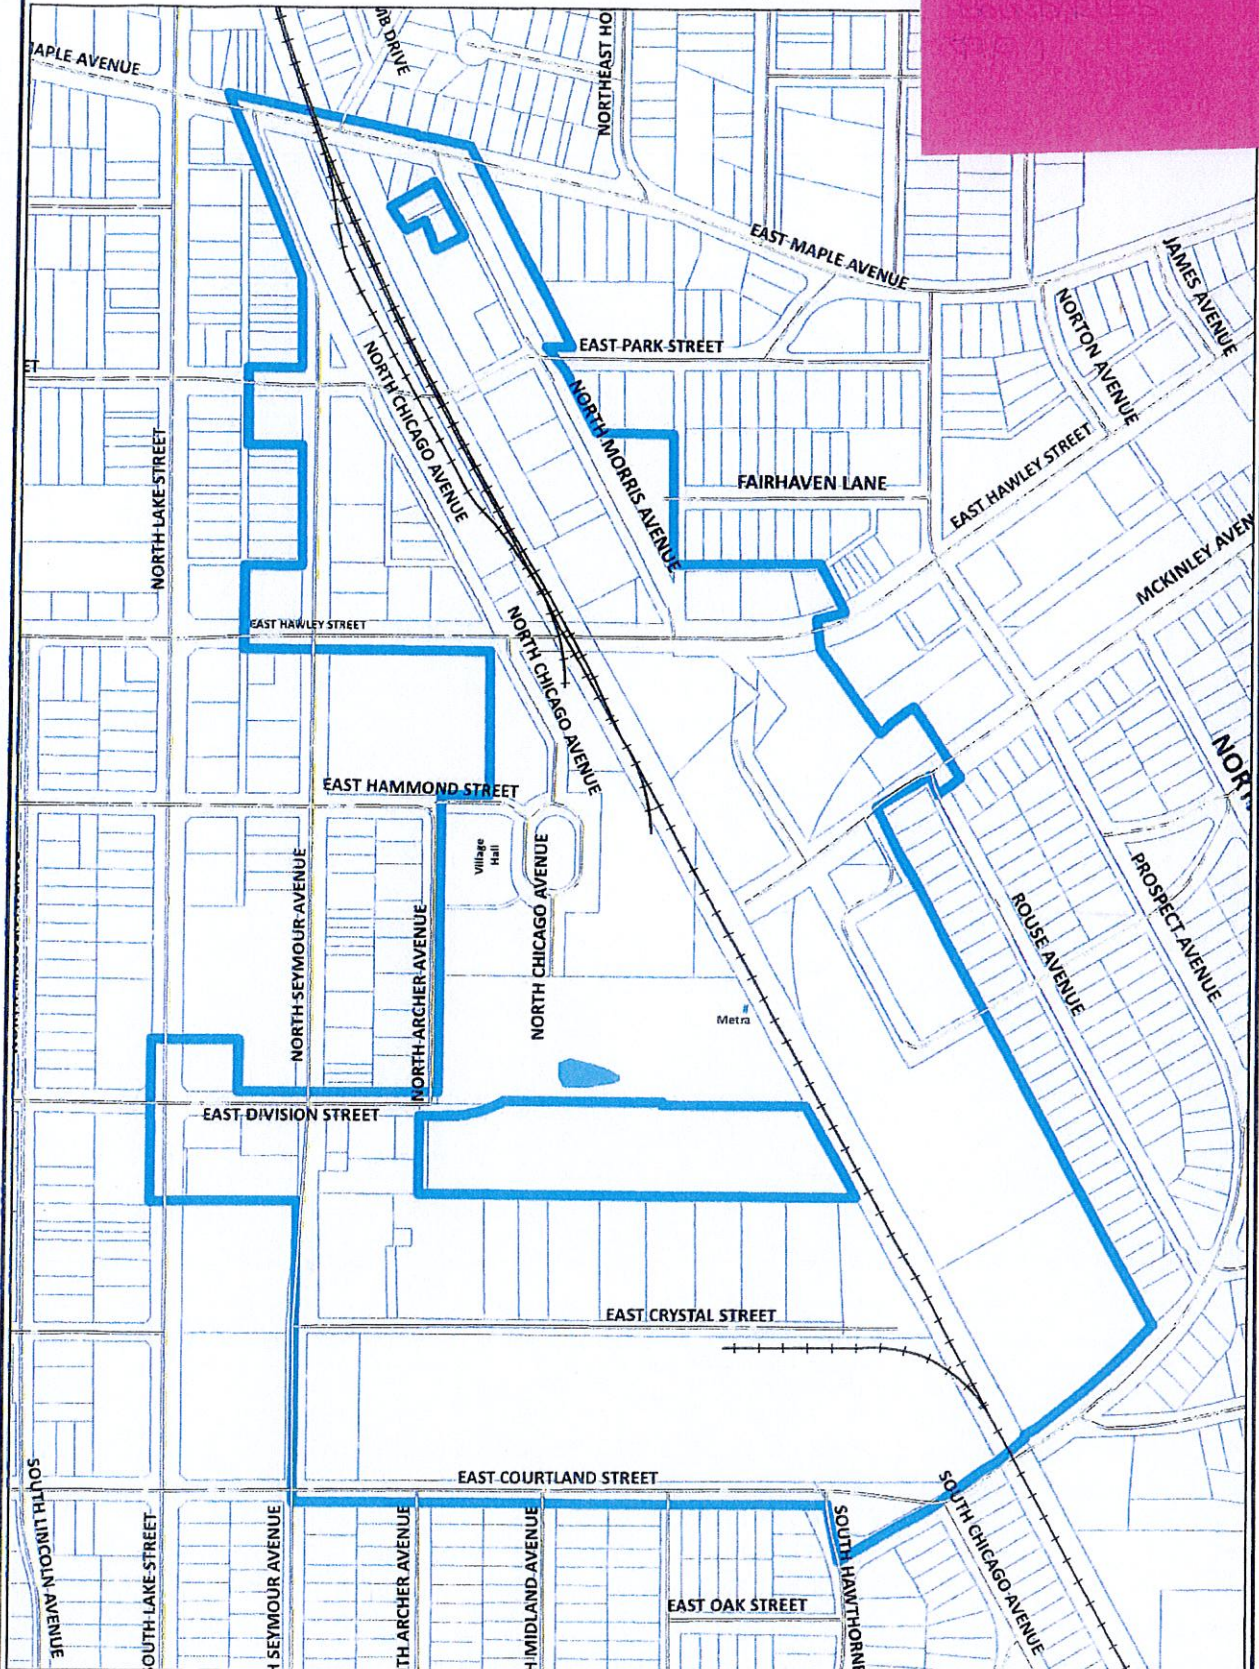 APLE AVENUE
MB DRIVE
NORTHEAST HO
EAST MAPLE AVENUE
JAMES AVENUE
NORTON AVENUE
EAST PARK STREET
ET
NORTH CHICAGO AVENUE
NORTH MORRIS AVENUE
NORTH LAKE STREET
FAIRHAVEN LANE
EAST HAWLEY STREET
MCKINLEY AVEN
EAST HAWLEY STREET
NORTH CHICAGO AVENUE
NORT
EAST HAMMOND STREET
Village
Hall
NORTH CHICAGO AVENUE
NORTH SEYMOUR AVENUE
NORTH ARCHER AVENUE
PROSPECT AVENUE
ROUSE AVENUE
Metra
EAST DIVISION STREET
EAST CRYSTAL STREET
EAST COURTLAND STREET
SOUTH LINCOLN AVENUE
SOUTH LAKE STREET
H SEYMOUR AVENUE
TH ARCHER AVENUE
H MIDLAND AVENUE
SOUTH HAWTHORNE
SOUTH CHICAGO AVENUE
EAST OAK STREET